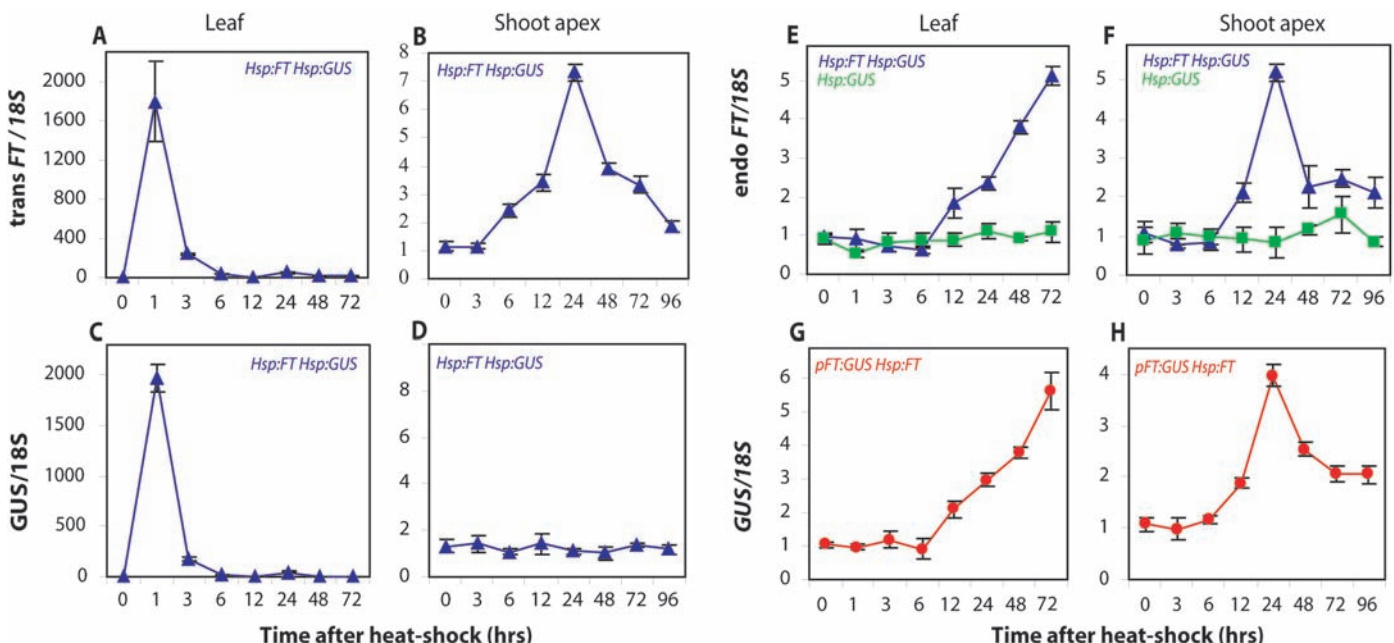 Leaf
Shoot apex
Leaf
Shoot apex
A
trans FT / 18S
2000
1600
1200
800
400
0
Hsp:FT Hsp:GUS
0 1 3 6 12 24 48 72
B
8
7
6
5
4
3
2
1
0
Hsp:FT Hsp:GUS
0 3 6 12 24 48 72 96
E
endo FT/18S
5
4
3
2
1
0
Hsp:FT Hsp:GUS
Hsp:GUS
0 1 3 6 12 24 48 72
F
5
4
3
2
1
0
Hsp:FT Hsp:GUS
Hsp:GUS
0 3 6 12 24 48 72 96
C
GUS/18S
2000
1500
1000
500
0
Hsp:FT Hsp:GUS
0 1 3 6 12 24 48 72
D
8
6
4
2
0
Hsp:FT Hsp:GUS
0 3 6 12 24 48 72 96
G
GUS/18S
6
5
4
3
2
1
0
pFT:GUS Hsp:FT
0 1 3 6 12 24 48 72
H
4
3
2
1
0
pFT:GUS Hsp:FT
0 3 6 12 24 48 72 96
Time after heat-shock (hrs)
Time after heat-shock (hrs)